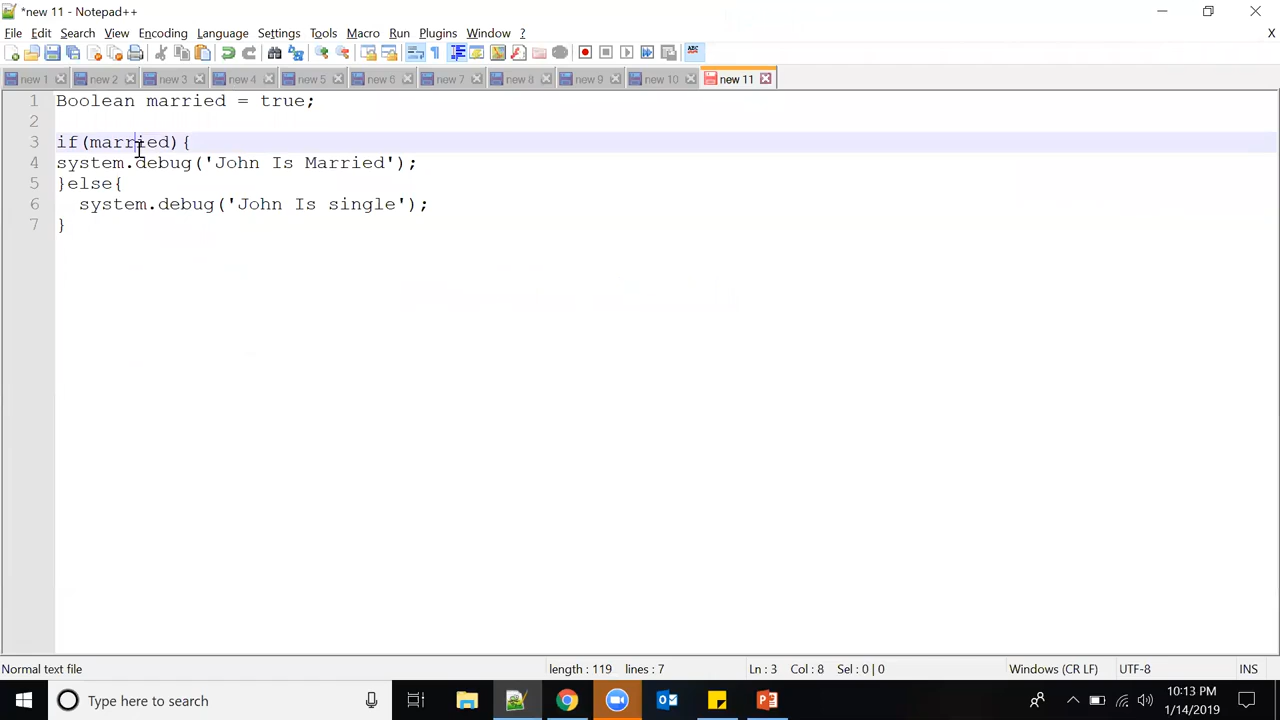 *new 11 - Notepad++
File Edit Search View Encoding Language Settings Tools Macro Run Plugins Window ? X
new 1 new 2 new 3 new 4 new 5 new 6 new 7 new 8 new 9 new 10 new 11
1 Boolean married = true;
2
3 if(married){
4 system.debug('John Is Married');
5 }else{
6 system.debug('John Is single');
7 }
Normal text file length : 119 lines : 7 Ln : 3 Col : 8 Sel : 0 | 0 Windows (CR LF) UTF-8 INS
Type here to search
10:13 PM
1/14/2019